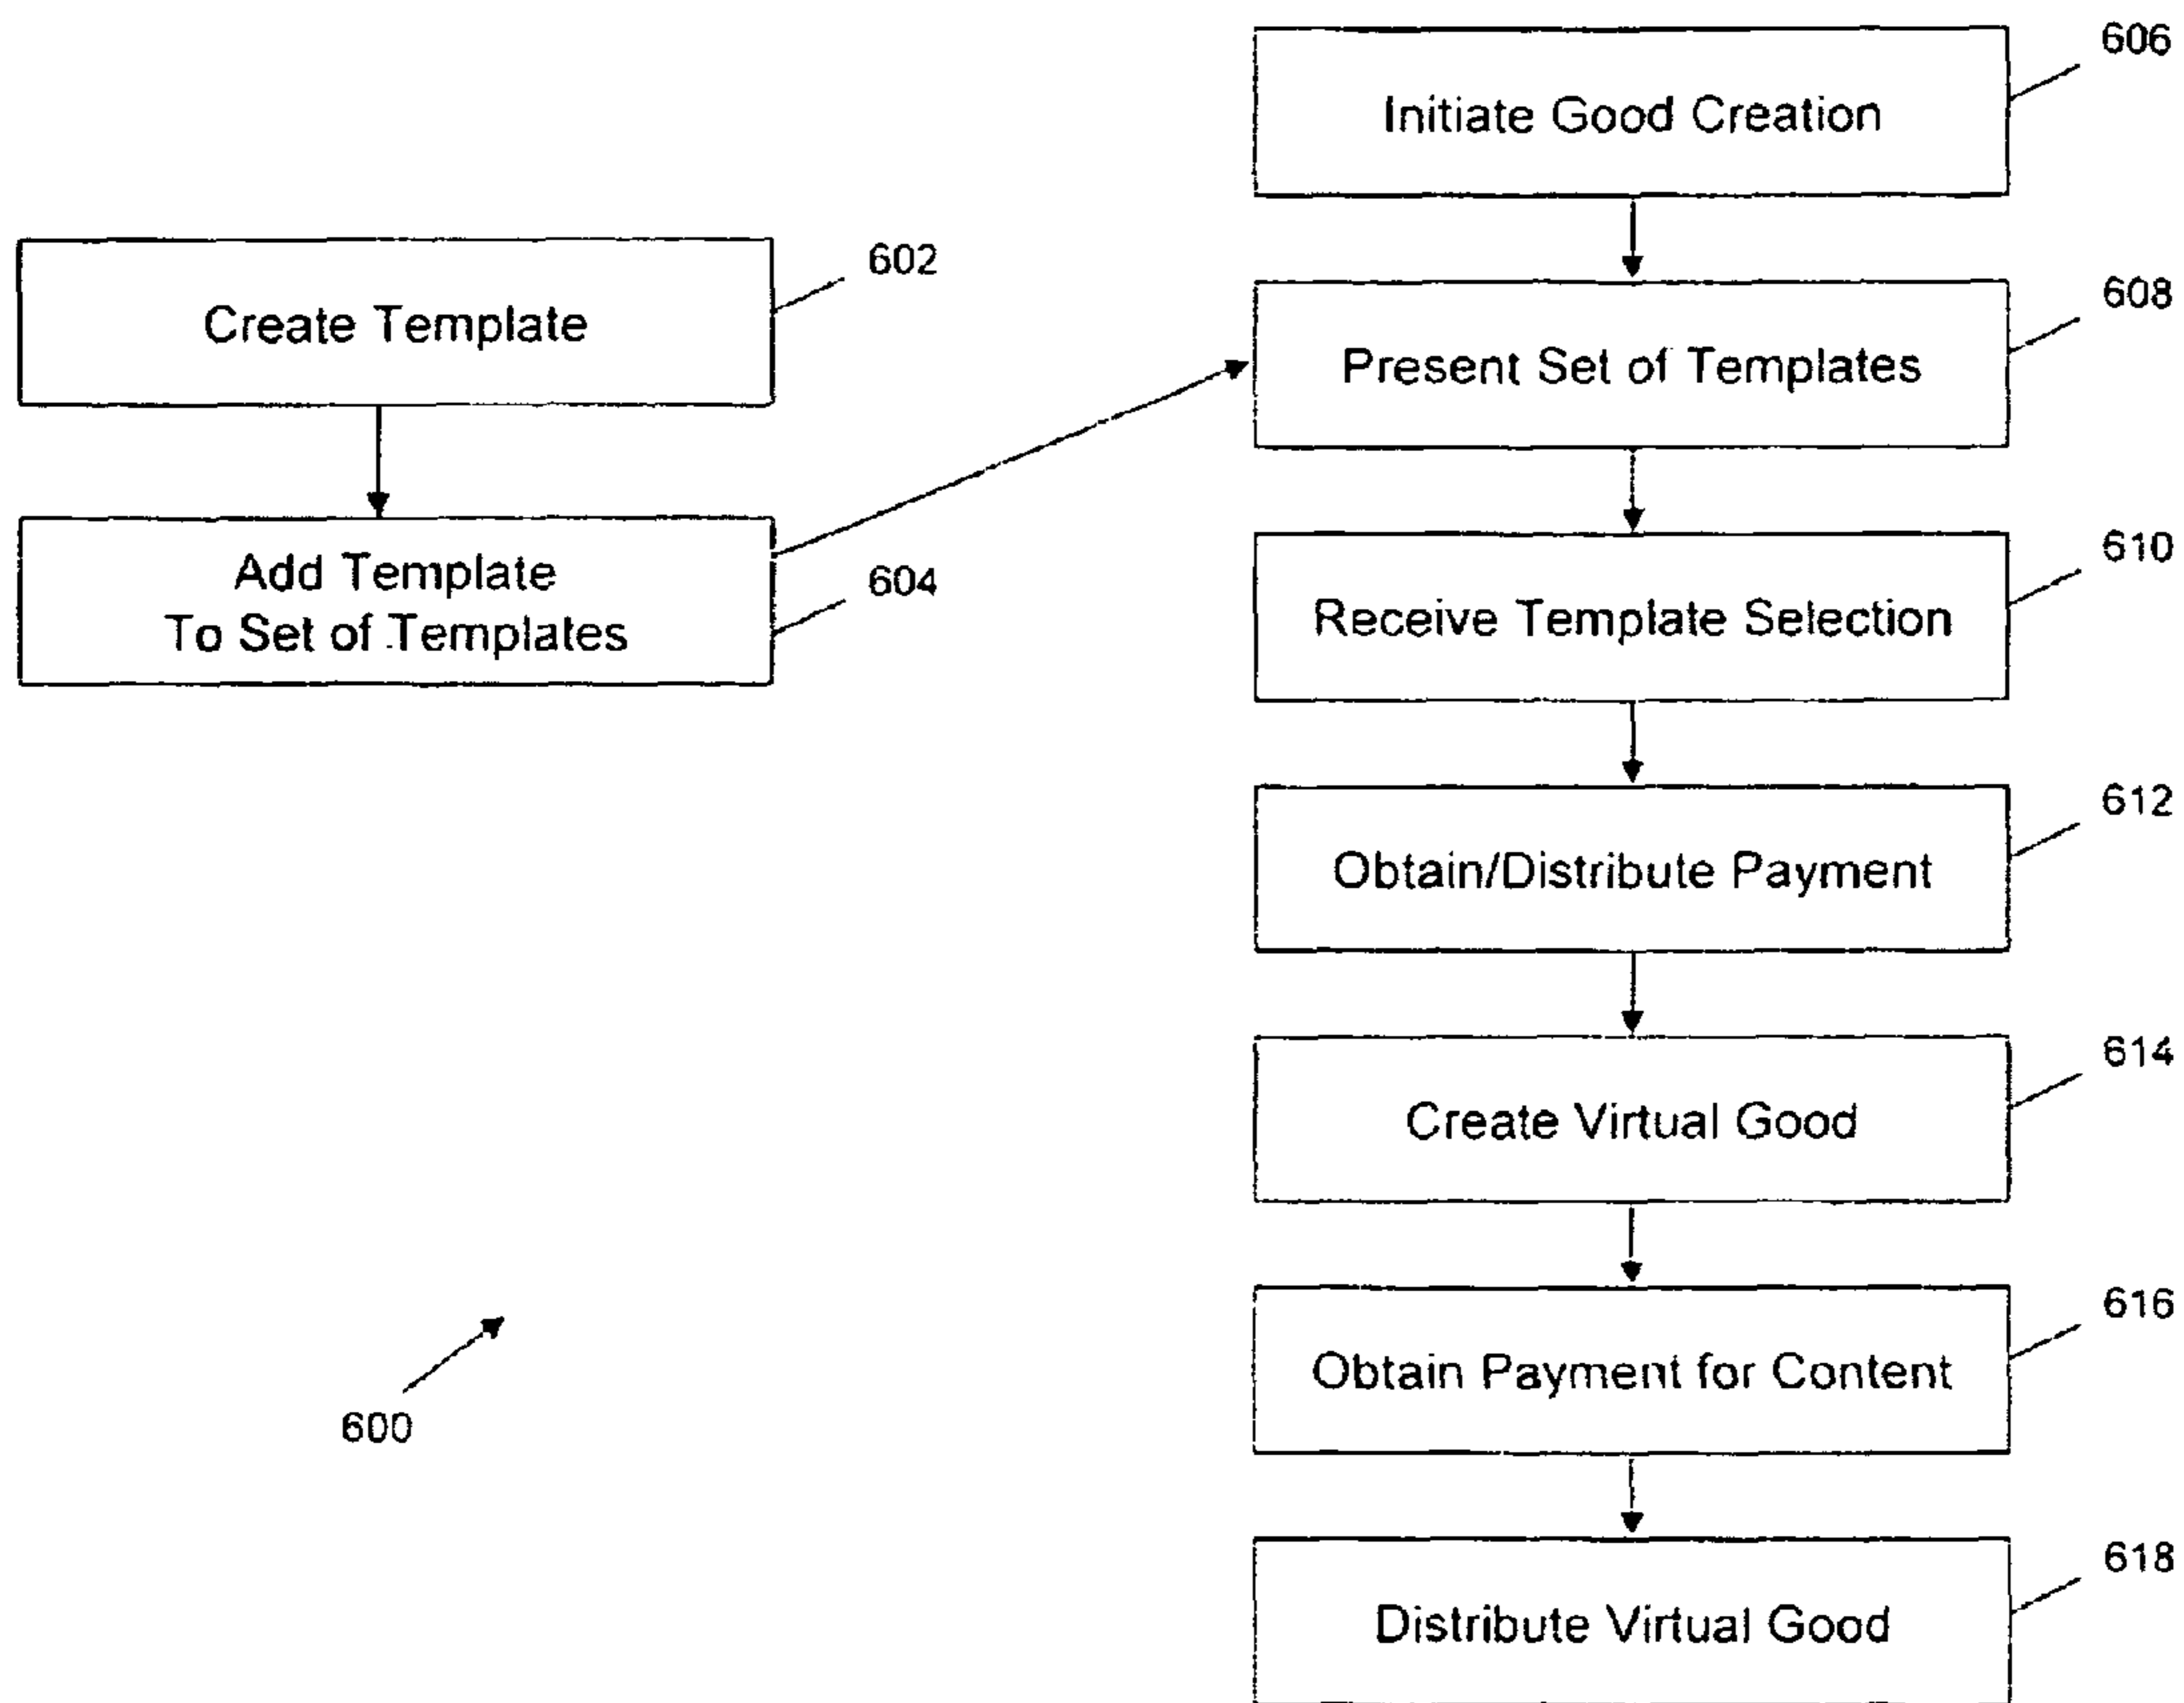 606
Initiate Good Creation
602
Create Template
608
Present Set of Templates
604
Add Template
To Set of Templates
610
Receive Template Selection
612
Obtain/Distribute Payment
614
Create Virtual Good
616
Obtain Payment for Content
600
618
Distribute Virtual Good